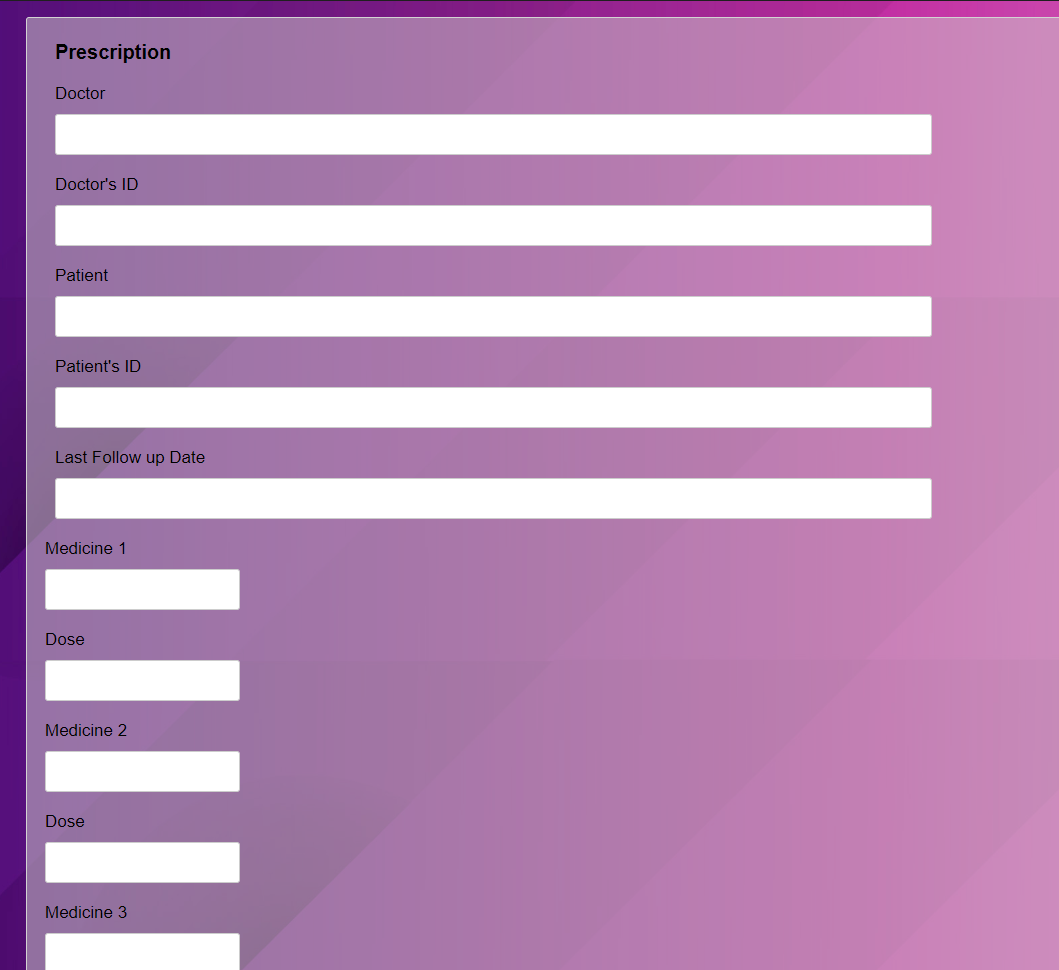 Prescription
Doctor
Doctor's ID
Patient
Patient's ID
Last Follow up Date
Medicine 1
Dose
Medicine 2
Dose
Medicine 3